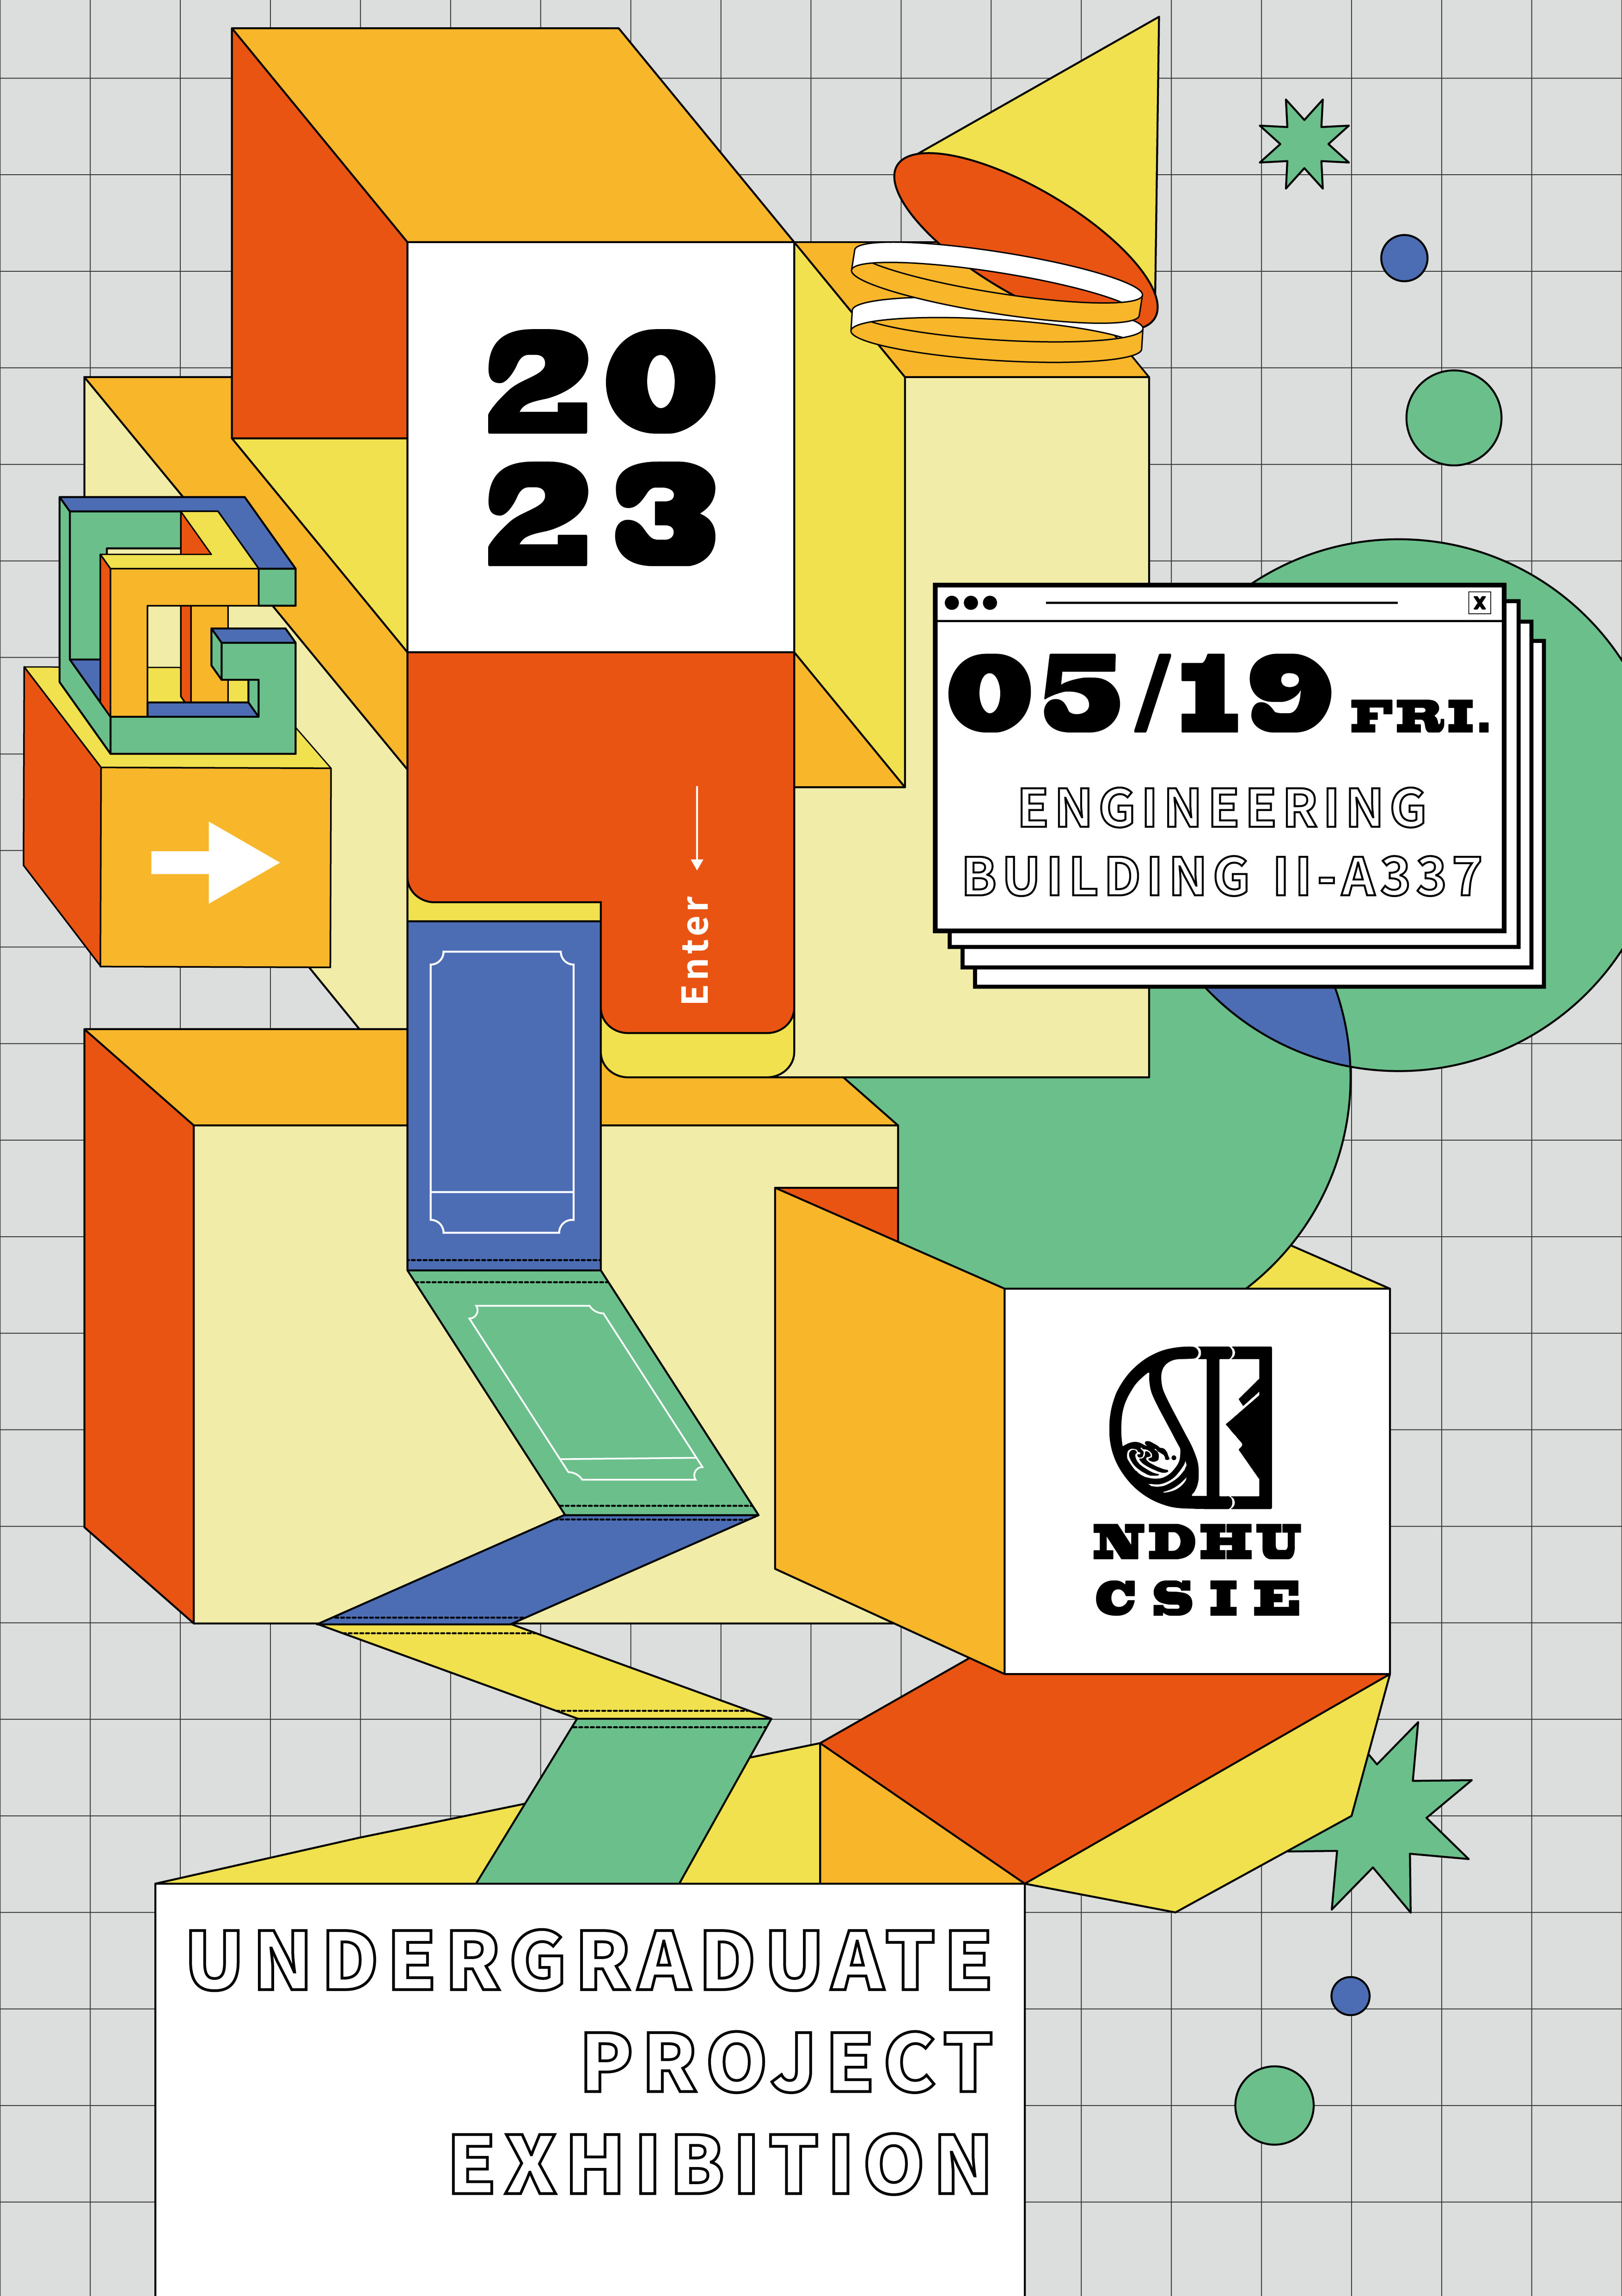 20
23
05/19 FRI.
ENGINEERING
BUILDING II-A337
X
Enter
NDHU
CSIE
UNDERGRADUATE
PROJECT
EXHIBITION